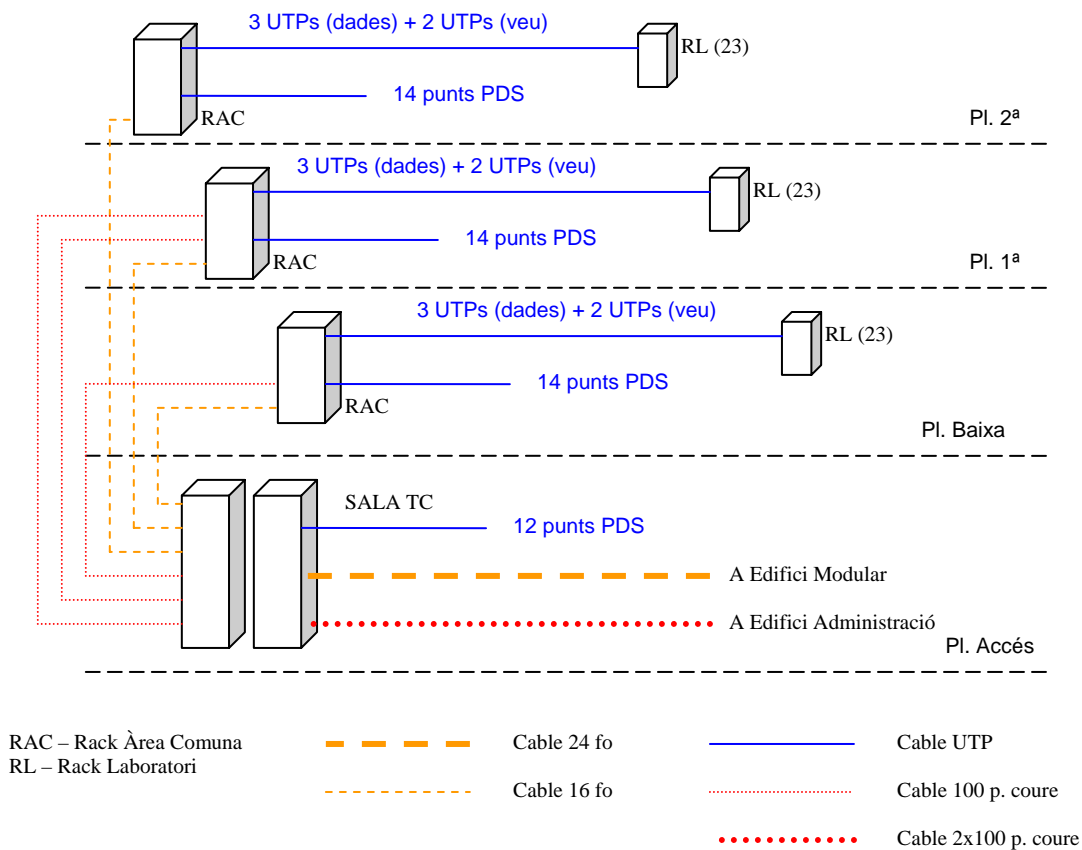 3 UTPs (dades) + 2 UTPs (veu)
RL (23)
14 punts PDS
RAC
Pl. 2ª
3 UTPs (dades) + 2 UTPs (veu)
RL (23)
14 punts PDS
RAC
Pl. 1ª
3 UTPs (dades) + 2 UTPs (veu)
RL (23)
14 punts PDS
RAC
Pl. Baixa
SALA TC
12 punts PDS
A Edifici Modular
A Edifici Administració
Pl. Accés
RAC – Rack Àrea Comuna
RL – Rack Laboratori
Cable 24 fo
Cable UTP
Cable 16 fo
Cable 100 p. coure
Cable 2x100 p. coure